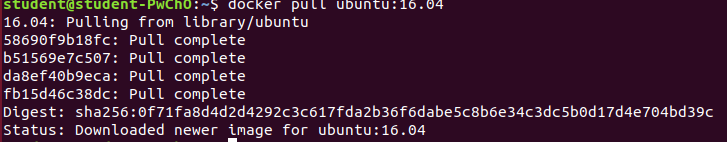 student@student-PwChO:~$ docker pull ubuntu:16.04
16.04: Pulling from library/ubuntu
58690f9b18fc: Pull complete
b51569e7c507: Pull complete
da8ef40b9eca: Pull complete
fb15d46c38dc: Pull complete
Digest: sha256:0f71fa8d4d2d4292c3c617fda2b36f6dabe5c8b6e34c3dc5b0d17d4e704bd39c
Status: Downloaded newer image for ubuntu:16.04